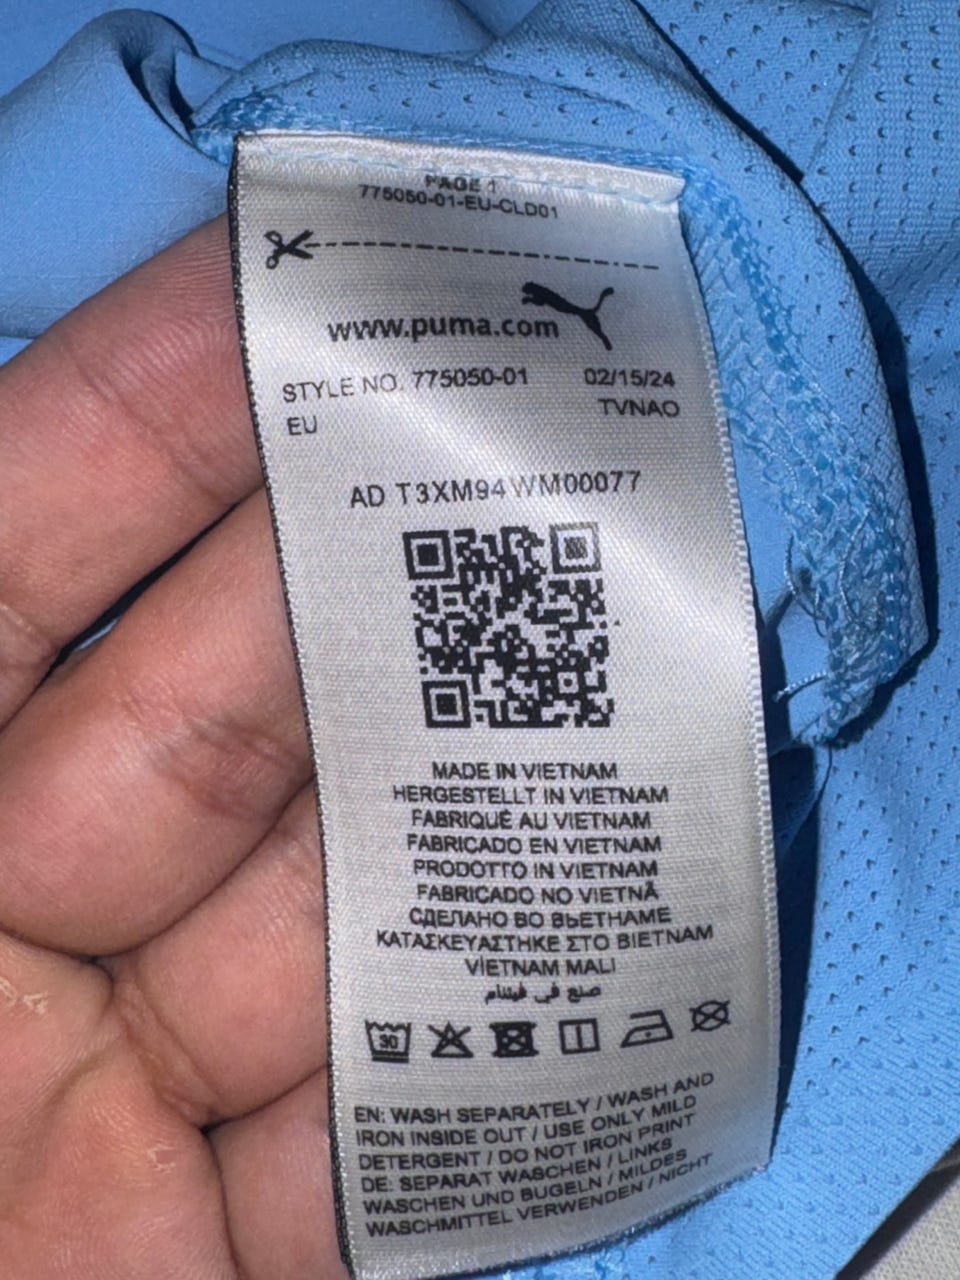 PAGE 1
775050-01-EU-CLD01
www.puma.com
STYLE NO. 775050-01 02/15/24
EU TVNAO
AD T3XM94WM00077
MADE IN VIETNAM
HERGESTELLT IN VIETNAM
FABRIQUÉ AU VIETNAM
FABRICADO EN VIETNAM
PRODOTTO IN VIETNAM
FABRICADO NO VIETNÃ
СДЕЛАНО ВО ВЬЕТНАМЕ
ΚΑΤΑΣΚΕΥΑΣΤΗΚΕ ΣΤΟ ΒΙΕΤΝΑΜ
VİETNAM MALI
صنع في فيتنام
30
EN: WASH SEPARATELY / WASH AND
IRON INSIDE OUT / USE ONLY MILD
DETERGENT / DO NOT IRON PRINT
DE: SEPARAT WASCHEN / LINKS
WASCHEN UND BÜGELN / MILDES
WASCHMITTEL VERWENDEN / NICHT